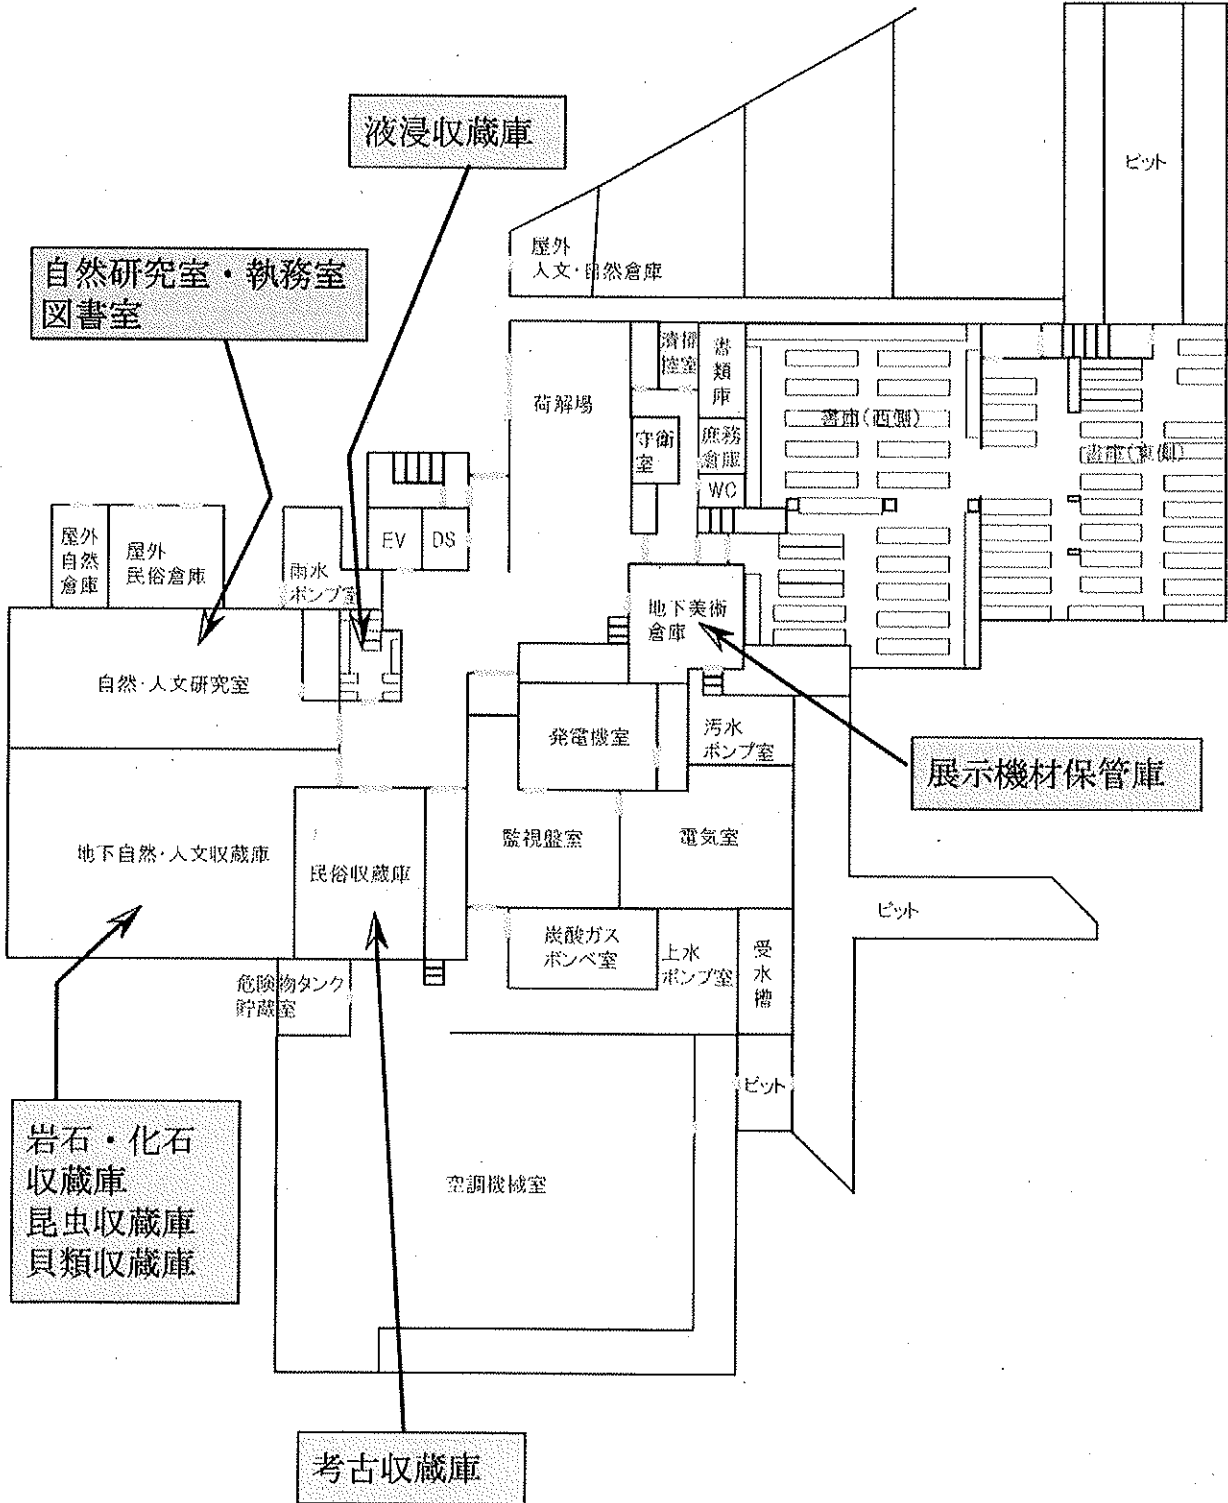 液浸収蔵庫
ピット
屋外
人文・自然倉庫
自然研究室・執務室
図書室
荷解場
書類庫
守衛室
庶務倉庫
WC
書庫(西側)
書庫(東側)
EV
DS
屋外
自然
倉庫
屋外
民俗倉庫
雨水
ポンプ室
地下美術
倉庫
自然・人文研究室
発電機室
汚水
ポンプ室
展示機材保管庫
監視盤室
電気室
地下自然・人文収蔵庫
民俗収蔵庫
ピット
炭酸ガス
ボンベ室
上水
ポンプ室
受水槽
危険物タンク
貯蔵室
ピット
岩石・化石
収蔵庫
昆虫収蔵庫
貝類収蔵庫
空調機械室
考古収蔵庫